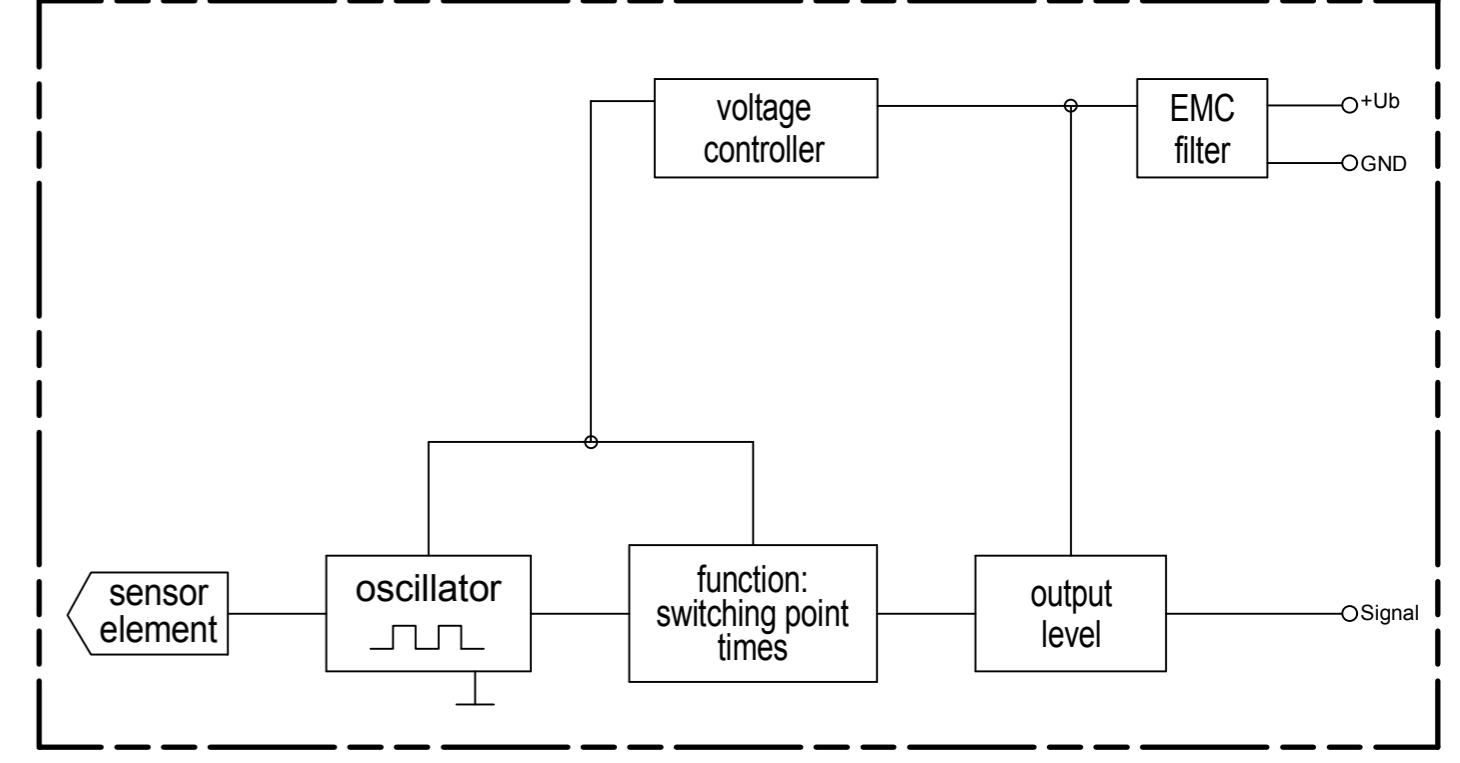 voltage
controller
EMC
filter
+Ub
GND
sensor
element
oscillator
function:
switching point
times
output
level
Signal